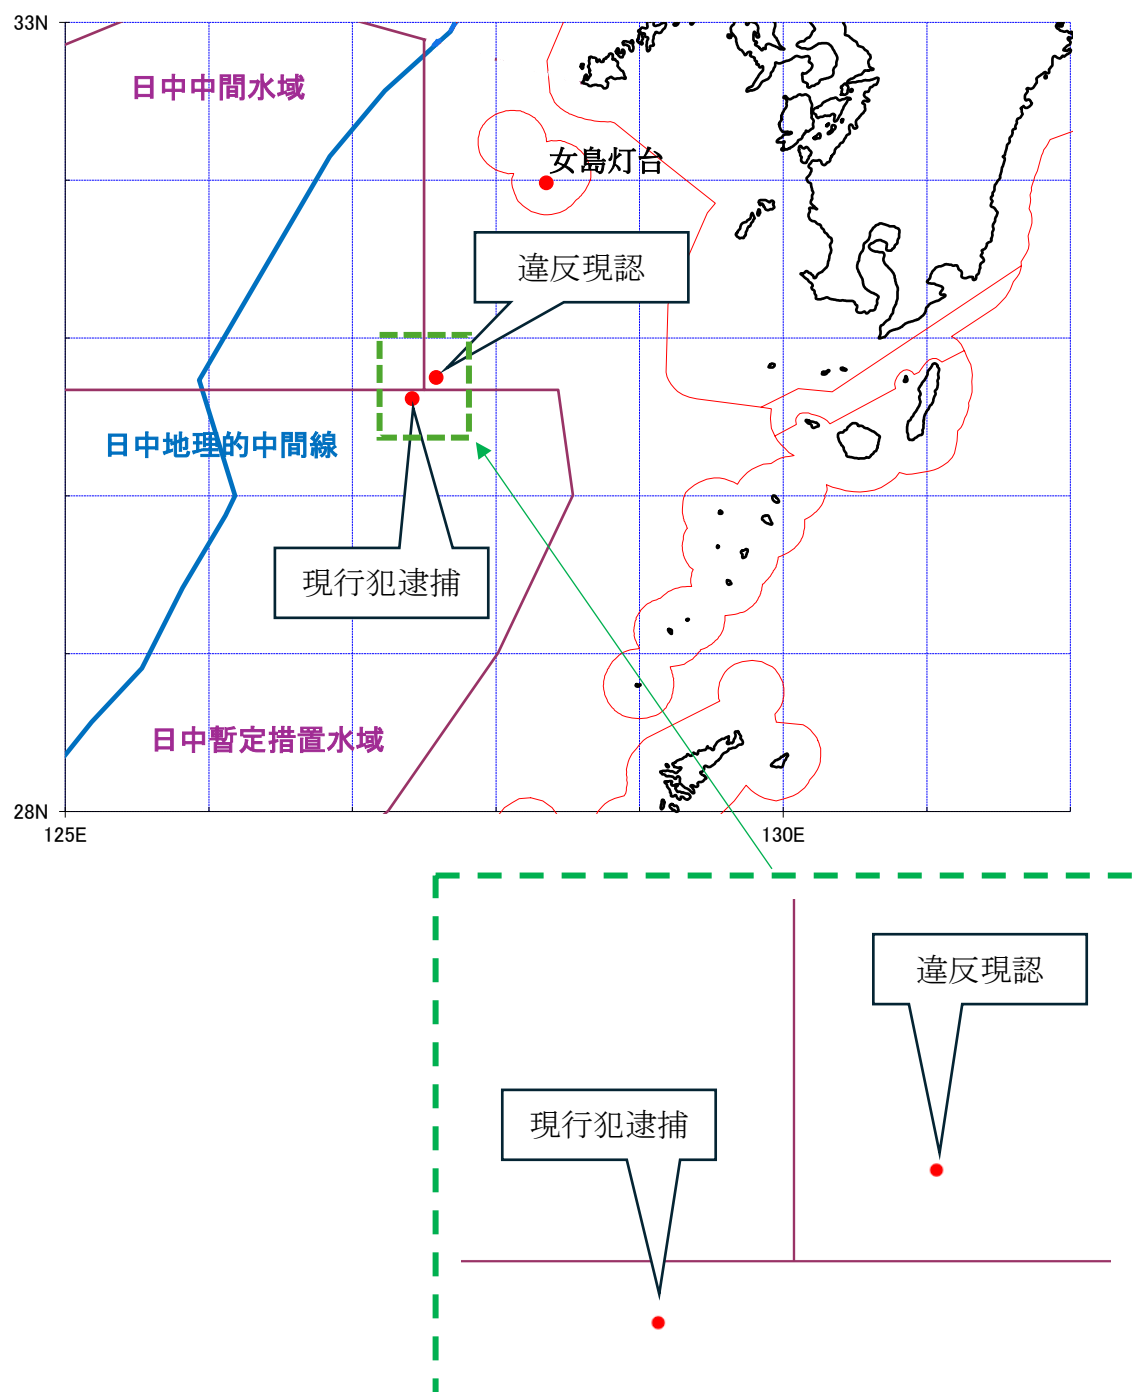 33N
日中中間水域
女島灯台
違反現認
日中地理的中間線
現行犯逮捕
日中暫定措置水域
28N
125E
130E
違反現認
現行犯逮捕